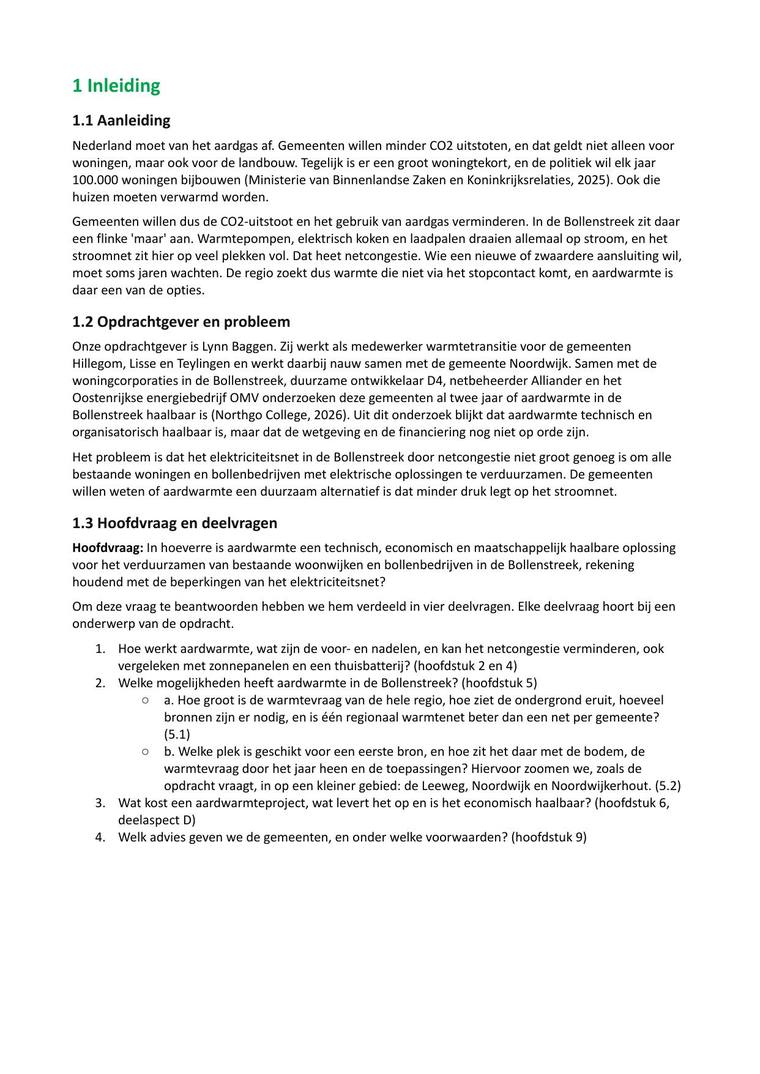 1 Inleiding
1.1 Aanleiding
Nederland moet van het aardgas af. Gemeenten willen minder CO2 uitstoten, en dat geldt niet alleen voor
woningen, maar ook voor de landbouw. Tegelijk is er een groot woningtekort, en de politiek wil elk jaar
100.000 woningen bijbouwen (Ministerie van Binnenlandse Zaken en Koninkrijksrelaties, 2025). Ook die
huizen moeten verwarmd worden.
Gemeenten willen dus de CO2-uitstoot en het gebruik van aardgas verminderen. In de Bollenstreek zit daar
een flinke 'maar' aan. Warmtepompen, elektrisch koken en laadpalen draaien allemaal op stroom, en het
stroomnet zit hier op veel plekken vol. Dat heet netcongestie. Wie een nieuwe of zwaardere aansluiting wil,
moet soms jaren wachten. De regio zoekt dus warmte die niet via het stopcontact komt, en aardwarmte is
daar een van de opties.
1.2 Opdrachtgever en probleem
Onze opdrachtgever is Lynn Baggen. Zij werkt als medewerker warmtetransitie voor de gemeenten
Hillegom, Lisse en Teylingen en werkt daarbij nauw samen met de gemeente Noordwijk. Samen met de
woningcorporaties in de Bollenstreek, duurzame ontwikkelaar D4, netbeheerder Alliander en het
Oostenrijkse energiebedrijf OMV onderzoeken deze gemeenten al twee jaar of aardwarmte in de
Bollenstreek haalbaar is (Northgo College, 2026). Uit dit onderzoek blijkt dat aardwarmte technisch en
organisatorisch haalbaar is, maar dat de wetgeving en de financiering nog niet op orde zijn.
Het probleem is dat het elektriciteitsnet in de Bollenstreek door netcongestie niet groot genoeg is om alle
bestaande woningen en bollenbedrijven met elektrische oplossingen te verduurzamen. De gemeenten
willen weten of aardwarmte een duurzaam alternatief is dat minder druk legt op het stroomnet.
1.3 Hoofdvraag en deelvragen
Hoofdvraag: In hoeverre is aardwarmte een technisch, economisch en maatschappelijk haalbare oplossing
voor het verduurzamen van bestaande woonwijken en bollenbedrijven in de Bollenstreek, rekening
houdend met de beperkingen van het elektriciteitsnet?
Om deze vraag te beantwoorden hebben we hem verdeeld in vier deelvragen. Elke deelvraag hoort bij een
onderwerp van de opdracht.
1. Hoe werkt aardwarmte, wat zijn de voor- en nadelen, en kan het netcongestie verminderen, ook
vergeleken met zonnepanelen en een thuisbatterij? (hoofdstuk 2 en 4)
2. Welke mogelijkheden heeft aardwarmte in de Bollenstreek? (hoofdstuk 5)
○ a. Hoe groot is de warmtevraag van de hele regio, hoe ziet de ondergrond eruit, hoeveel
bronnen zijn er nodig, en is één regionaal warmtenet beter dan een net per gemeente?
(5.1)
○ b. Welke plek is geschikt voor een eerste bron, en hoe zit het daar met de bodem, de
warmtevraag door het jaar heen en de toepassingen? Hiervoor zoomen we, zoals de
opdracht vraagt, in op een kleiner gebied: de Leeweg, Noordwijk en Noordwijkerhout. (5.2)
3. Wat kost een aardwarmteproject, wat levert het op en is het economisch haalbaar? (hoofdstuk 6,
deelaspect D)
4. Welk advies geven we de gemeenten, en onder welke voorwaarden? (hoofdstuk 9)